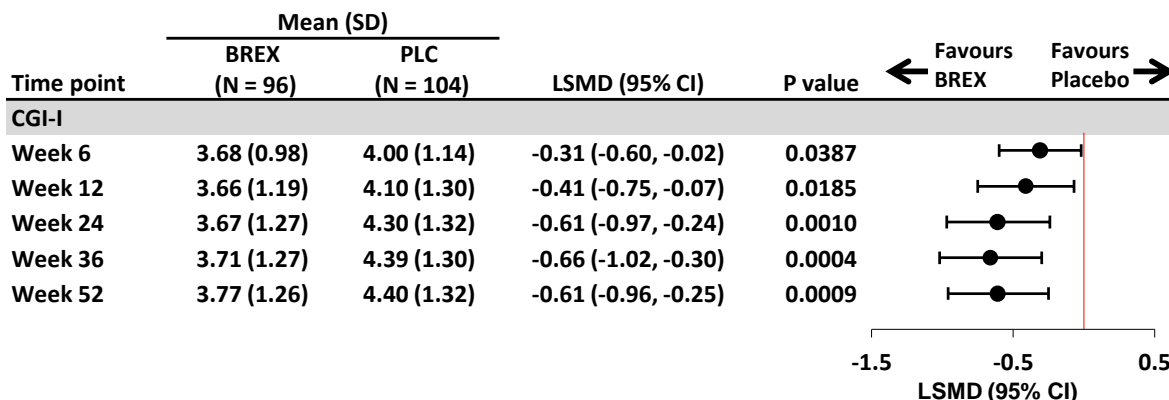 Mean (SD)
BREX PLC Favours Favours
Time point (N = 96) (N = 104) LSMD (95% CI) P value BREX Placebo
CGI-I
Week 6 3.68 (0.98) 4.00 (1.14) -0.31 (-0.60, -0.02) 0.0387
Week 12 3.66 (1.19) 4.10 (1.30) -0.41 (-0.75, -0.07) 0.0185
Week 24 3.67 (1.27) 4.30 (1.32) -0.61 (-0.97, -0.24) 0.0010
Week 36 3.71 (1.27) 4.39 (1.30) -0.66 (-1.02, -0.30) 0.0004
Week 52 3.77 (1.26) 4.40 (1.32) -0.61 (-0.96, -0.25) 0.0009
-1.5 -0.5 0.5
LSMD (95% CI)